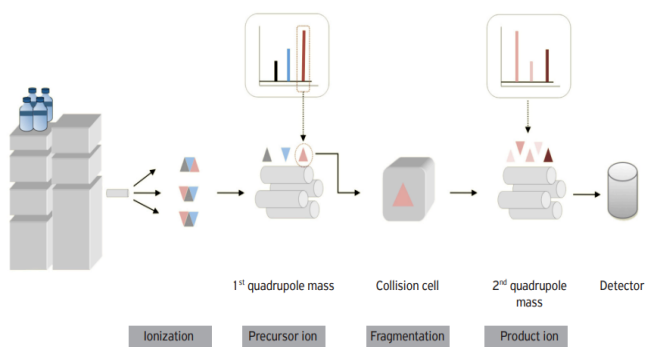 1st quadrupole mass
Collision cell
2nd quadrupole
mass
Detector
Ionization
Precursor ion
Fragmentation
Product ion